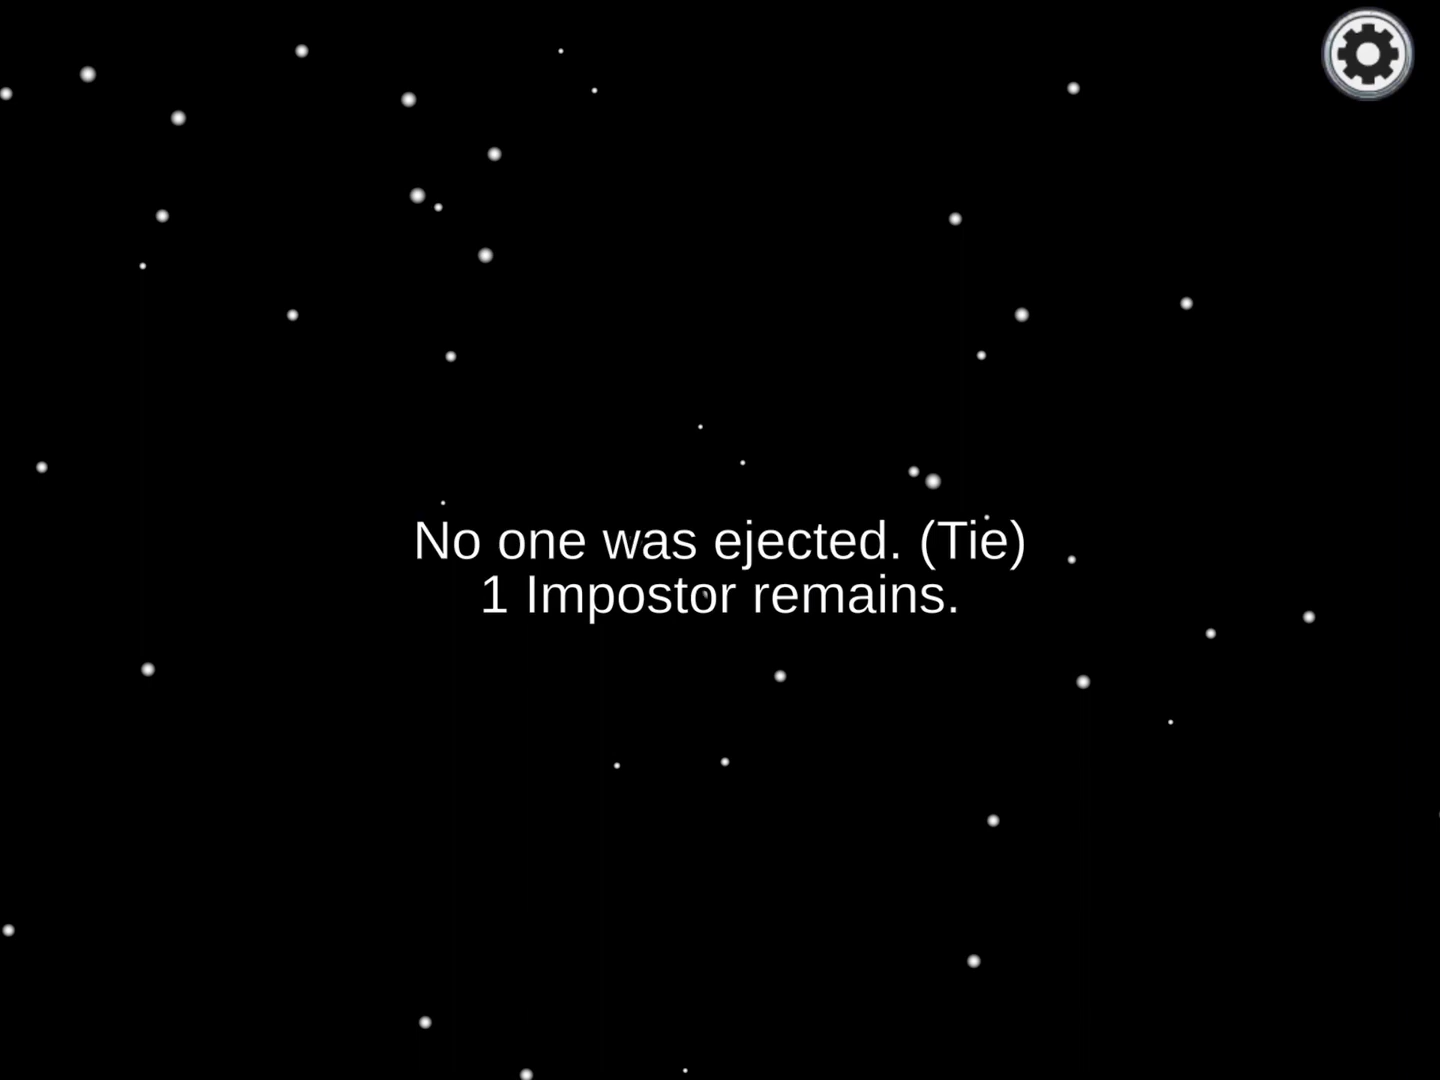 No one was ejected. (Tie)
1 Impostor remains.